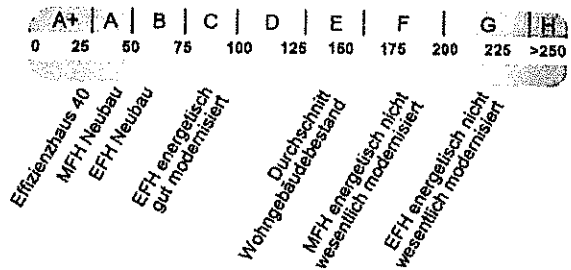 A+ | A | B | C | D | E | F | G | H
0 25 50 75 100 125 150 175 200 225 >250
Effizienzhaus 40
MFH Neubau
EFH Neubau
EFH energetisch
gut modernisiert
Durchschnitt
Wohngebäudebestand
MFH energetisch nicht
wesentlich modernisiert
EFH energetisch nicht
wesentlich modernisiert